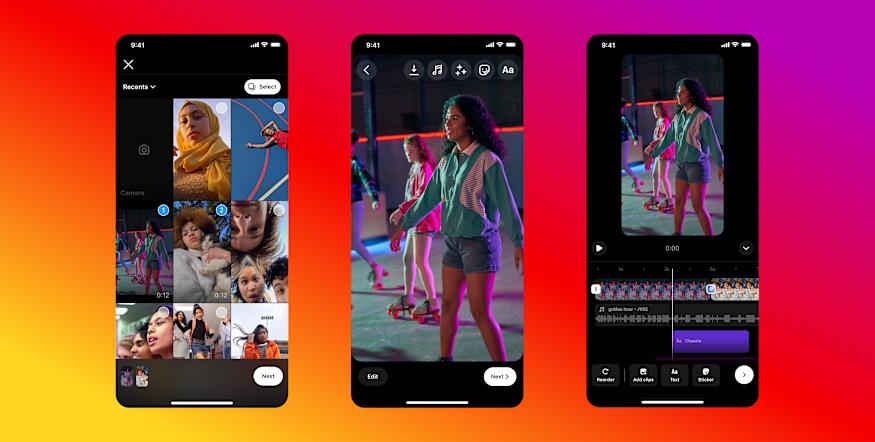 9:41
Recents
Select
Camera
1
2
0:12
0:12
Next
9:41
Aa
Edit
Next
9:41
0:00
1s
3s
5s
golden hour • JVKE
Aa Cheerio
Reorder
Add clips
Aa
Text
Sticker